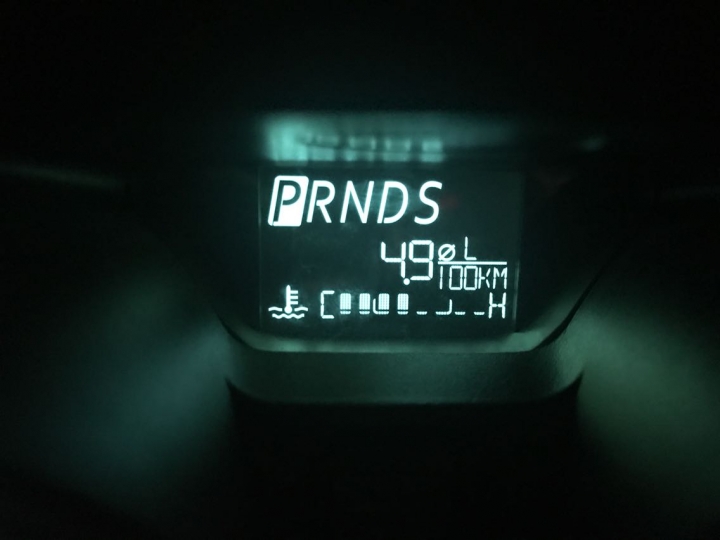 PRNDS
4.9 ø L
100KM
C H